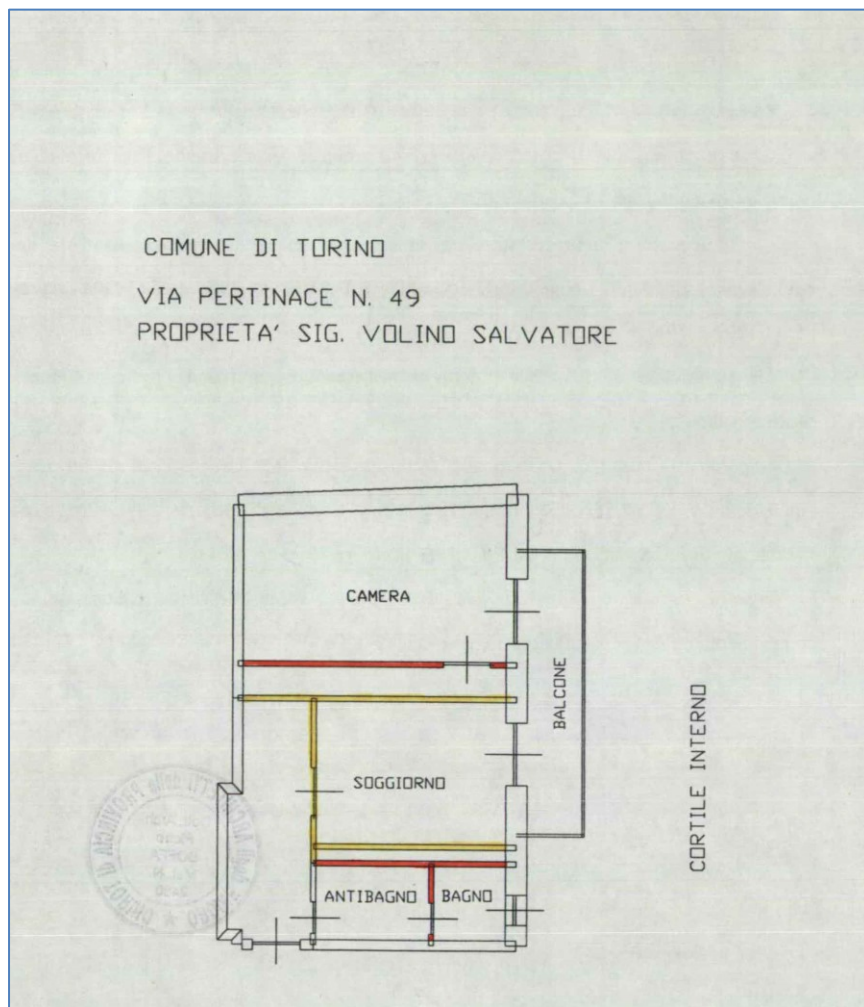 COMUNE DI TORINO
VIA PERTINACE N. 49
PROPRIETA' SIG. VOLINO SALVATORE
CAMERA
BALCONE
CORTILE INTERNO
SOGGIORNO
ANTIBAGNO
BAGNO